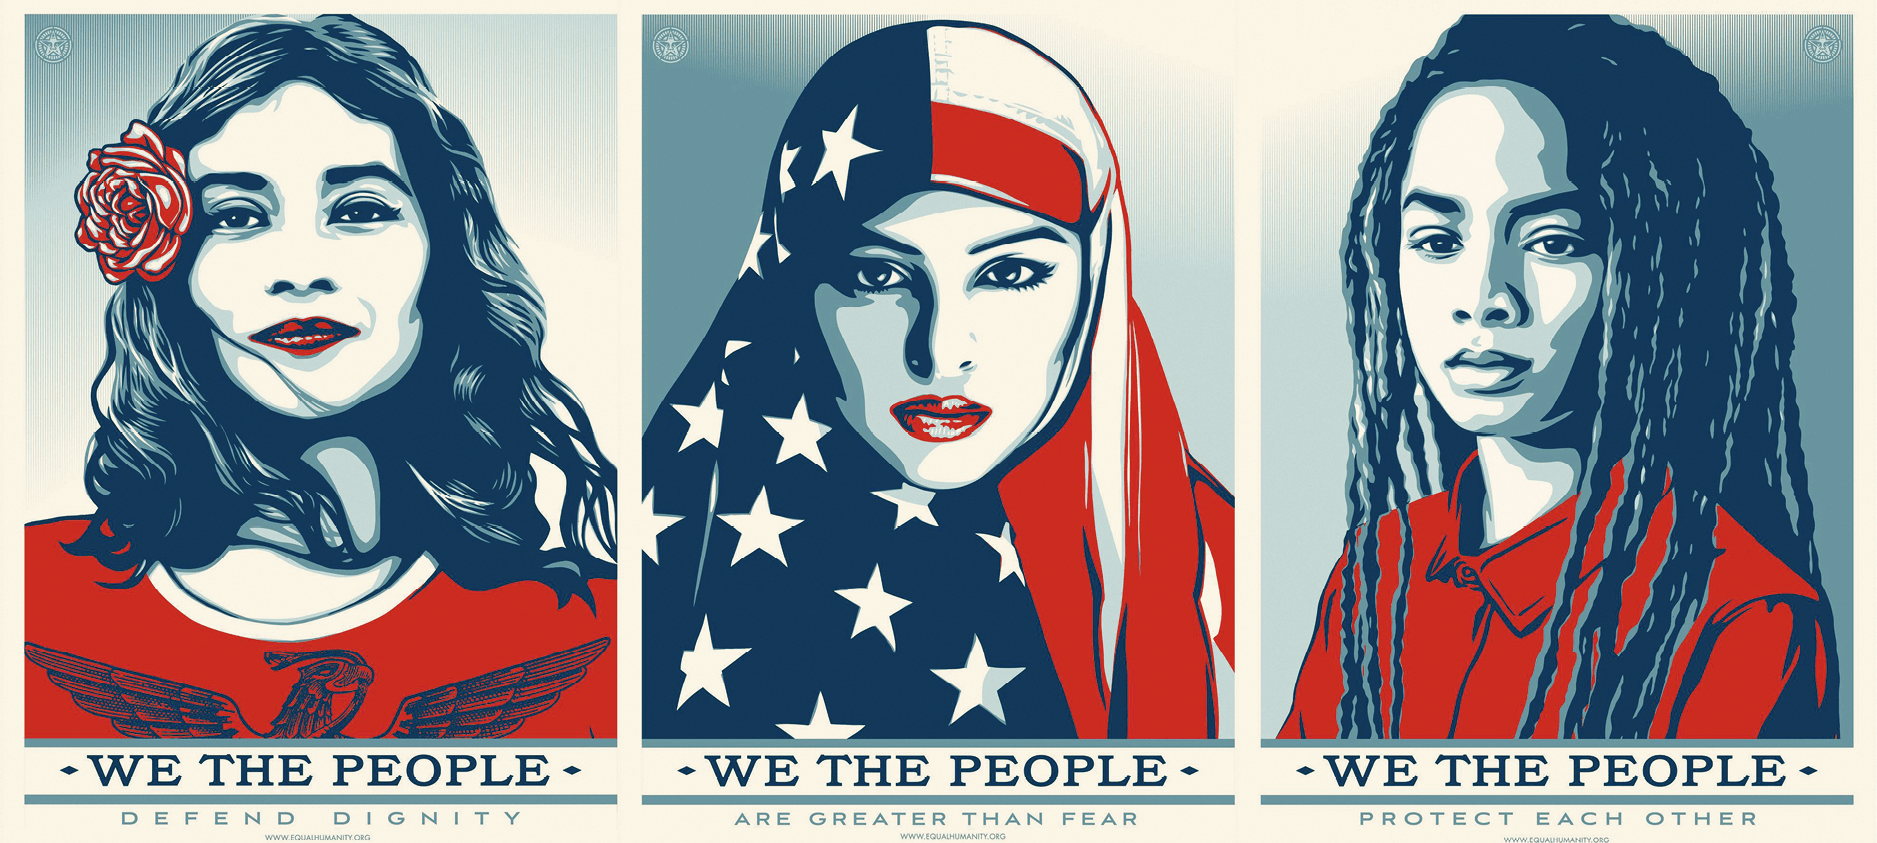 WE THE PEOPLE
DEFEND DIGNITY
WWW.EQUALHUMANITY.ORG
WE THE PEOPLE
ARE GREATER THAN FEAR
WWW.EQUALHUMANITY.ORG
WE THE PEOPLE
PROTECT EACH OTHER
WWW.EQUALHUMANITY.ORG